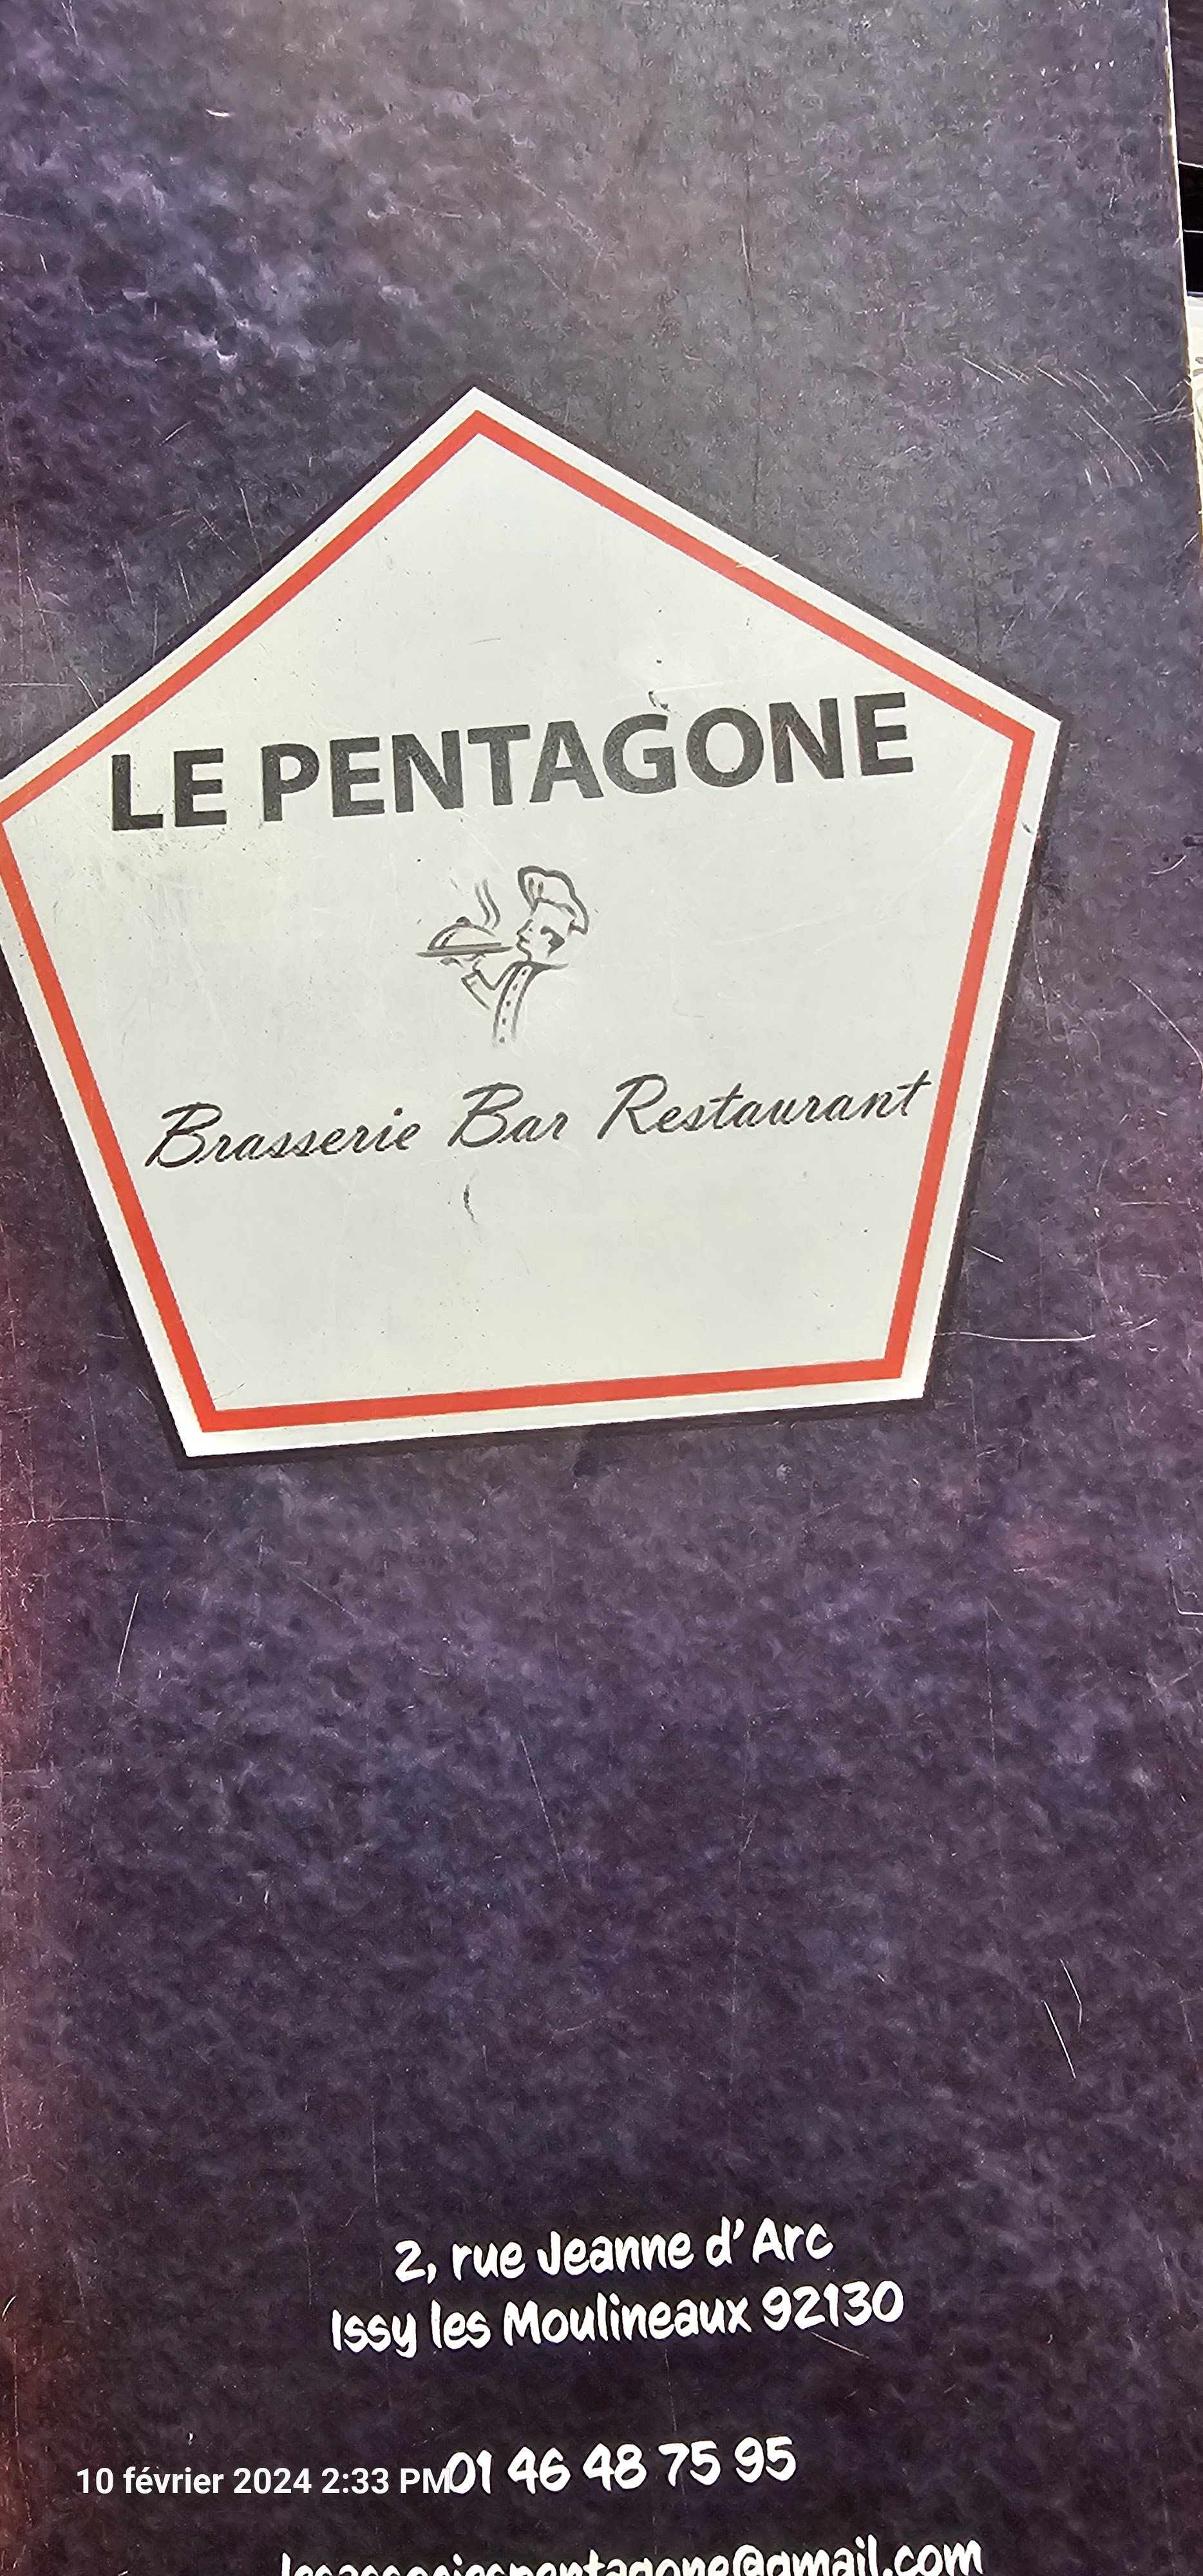 LE PENTAGONE
Brasserie Bar Restaurant
2, rue Jeanne d'Arc
Issy les Moulineaux 92130
01 46 48 75 95
10 février 2024 2:33 PM